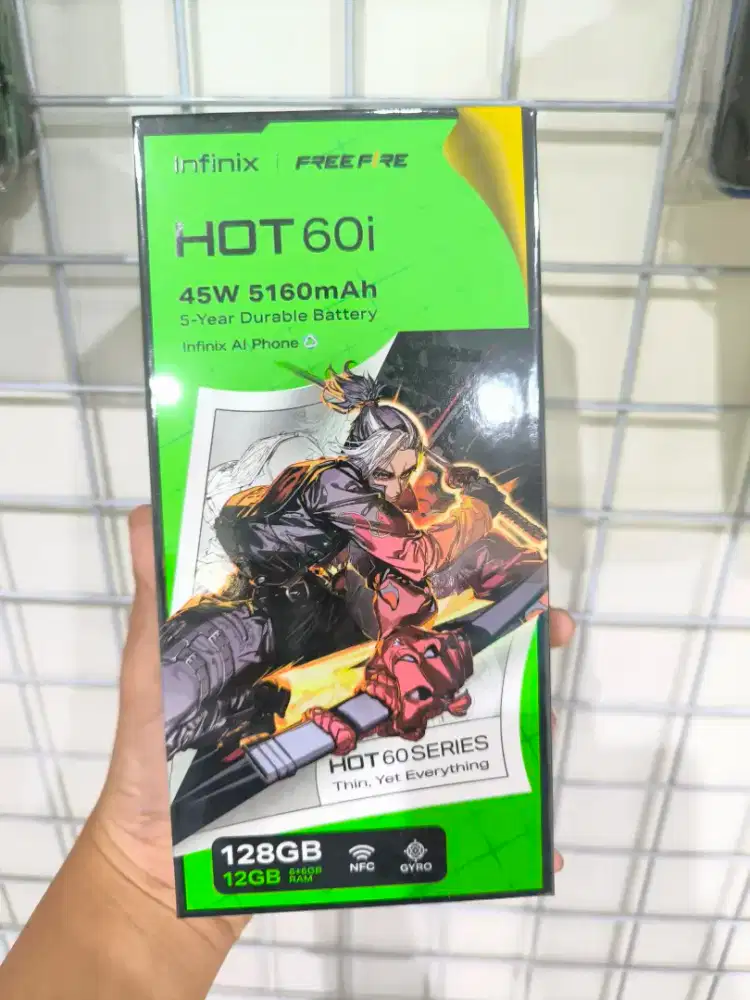 Infinix | FREE FIRE
HOT 60i
45W 5160mAh
5-Year Durable Battery
Infinix AI Phone
HOT 60 SERIES
Thin, Yet Everything
128GB
12GB 6+6GB RAM
NFC
GYRO